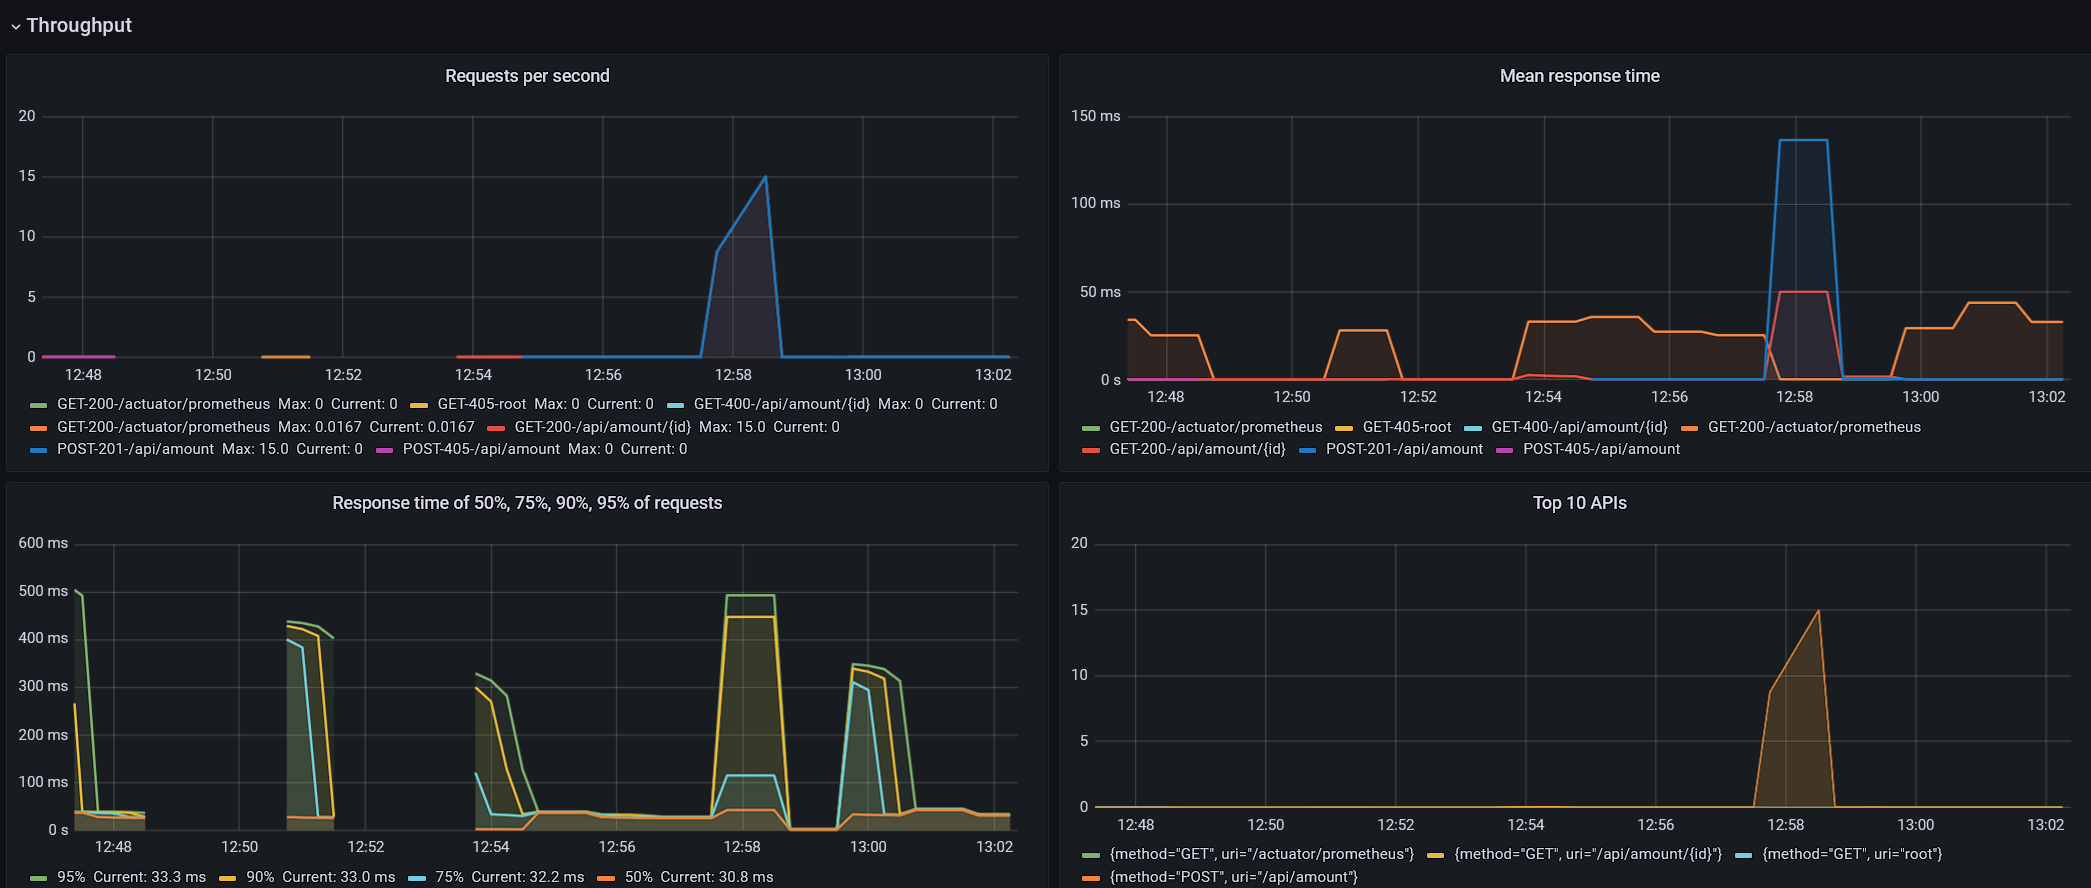 Throughput
Requests per second
20
15
10
5
0
12:48 12:50 12:52 12:54 12:56 12:58 13:00 13:02
GET-200-/actuator/prometheus Max: 0 Current: 0 GET-405-root Max: 0 Current: 0 GET-400-/api/amount/{id} Max: 0 Current: 0
GET-200-/actuator/prometheus Max: 0.0167 Current: 0.0167 GET-200-/api/amount/{id} Max: 15.0 Current: 0
POST-201-/api/amount Max: 15.0 Current: 0 POST-405-/api/amount Max: 0 Current: 0
Mean response time
150 ms
100 ms
50 ms
0 s
12:48 12:50 12:52 12:54 12:56 12:58 13:00 13:02
GET-200-/actuator/prometheus GET-405-root GET-400-/api/amount/{id} GET-200-/actuator/prometheus
GET-200-/api/amount/{id} POST-201-/api/amount POST-405-/api/amount
Response time of 50%, 75%, 90%, 95% of requests
600 ms
500 ms
400 ms
300 ms
200 ms
100 ms
0 s
12:48 12:50 12:52 12:54 12:56 12:58 13:00 13:02
95% Current: 33.3 ms 90% Current: 33.0 ms 75% Current: 32.2 ms 50% Current: 30.8 ms
Top 10 APIs
20
15
10
5
0
12:48 12:50 12:52 12:54 12:56 12:58 13:00 13:02
{method="GET", uri="/actuator/prometheus"} {method="GET", uri="/api/amount/{id}"} {method="GET", uri="root"}
{method="POST", uri="/api/amount"}